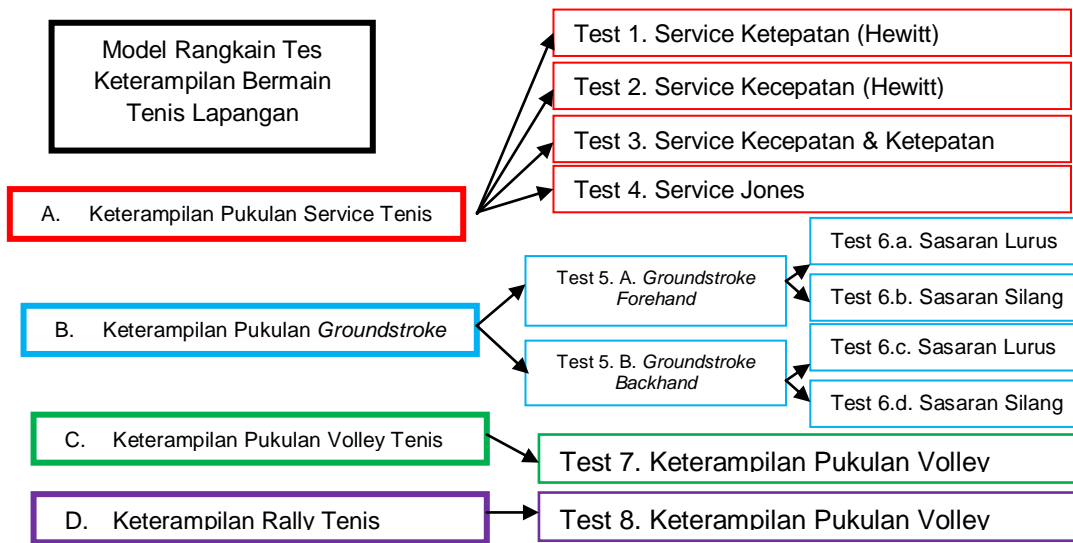 Model Rangkain Tes
Keterampilan Bermain
Tenis Lapangan
Test 1. Service Ketepatan (Hewitt)
Test 2. Service Kecepatan (Hewitt)
Test 3. Service Kecepatan & Ketepatan
Test 4. Service Jones
A. Keterampilan Pukulan Service Tenis
B. Keterampilan Pukulan Groundstroke
Test 5. A. Groundstroke
Forehand
Test 6.a. Sasaran Lurus
Test 6.b. Sasaran Silang
Test 5. B. Groundstroke
Backhand
Test 6.c. Sasaran Lurus
Test 6.d. Sasaran Silang
C. Keterampilan Pukulan Volley Tenis
Test 7. Keterampilan Pukulan Volley
D. Keterampilan Rally Tenis
Test 8. Keterampilan Pukulan Volley